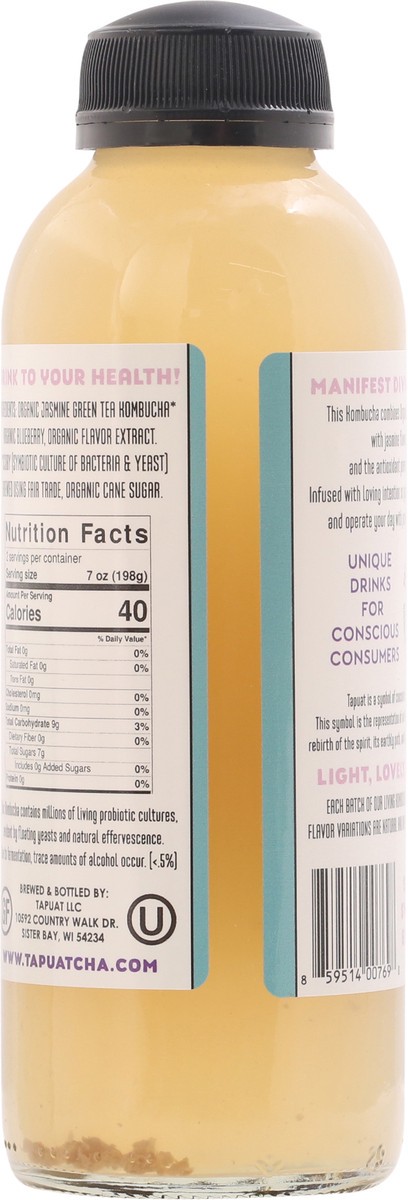 DRINK TO YOUR HEALTH!
ORGANIC JASMINE GREEN TEA KOMBUCHA*
BLUEBERRY, ORGANIC FLAVOR EXTRACT.
(SYMBIOTIC CULTURE OF BACTERIA & YEAST)
USING FAIR TRADE, ORGANIC CANE SUGAR.
Nutrition Facts
servings per container
Serving size 7 oz (198g)
Amount Per Serving
Calories 40
% Daily Value*
Total Fat 0g 0%
Saturated Fat 0g 0%
Trans Fat 0g
Cholesterol 0mg 0%
Sodium 0mg 0%
Total Carbohydrate 9g 3%
Dietary Fiber 0g 0%
Total Sugars 7g
Includes 0g Added Sugars 0%
Protein 0g 0%
Kombucha contains millions of living probiotic cultures,
by floating yeasts and natural effervescence.
fermentation, trace amounts of alcohol occur. (<.5%)
BREWED & BOTTLED BY:
TAPUAT LLC
10592 COUNTRY WALK DR.
SISTER BAY, WI 54234
GF
U
WWW.TAPUATCHA.COM
MANIFEST
This Kombucha combines
with jasmine
and the antioxidant
Infused with loving
and operate your day with
UNIQUE
DRINKS
FOR
CONSCIOUS
CONSUMERS
Tapuat is a symbol of
This symbol is the
rebirth of the spirit, its earthly
LIGHT,
EACH BATCH OF OUR LIVING
FLAVOR VARIATIONS ARE NATURAL
8 59514 00769